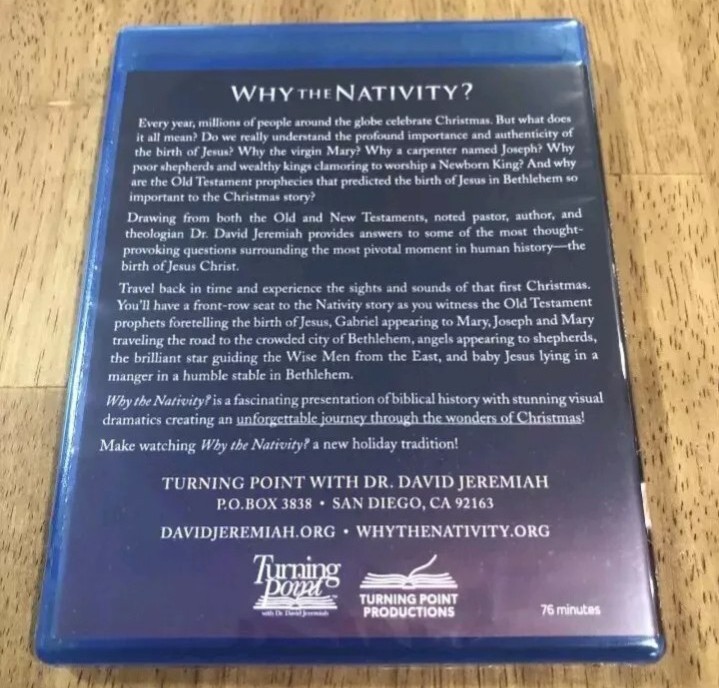 WHY THE NATIVITY?
Every year, millions of people around the globe celebrate Christmas. But what does
it all mean? Do we really understand the profound importance and authenticity of
the birth of Jesus? Why the virgin Mary? Why a carpenter named Joseph? Why
poor shepherds and wealthy kings clamoring to worship a Newborn King? And why
are the Old Testament prophecies that predicted the birth of Jesus in Bethlehem so
important to the Christmas story?
Drawing from both the Old and New Testaments, noted pastor, author, and
theologian Dr. David Jeremiah provides answers to some of the most thought-
provoking questions surrounding the most pivotal moment in human history—the
birth of Jesus Christ.
Travel back in time and experience the sights and sounds of that first Christmas.
You'll have a front-row seat to the Nativity story as you witness the Old Testament
prophets foretelling the birth of Jesus, Gabriel appearing to Mary, Joseph and Mary
traveling the road to the crowded city of Bethlehem, angels appearing to shepherds,
the brilliant star guiding the Wise Men from the East, and baby Jesus lying in a
manger in a humble stable in Bethlehem.
Why the Nativity? is a fascinating presentation of biblical history with stunning visual
dramatics creating an unforgettable journey through the wonders of Christmas!
Make watching Why the Nativity? a new holiday tradition!
TURNING POINT WITH DR. DAVID JEREMIAH
P.O.BOX 3838 • SAN DIEGO, CA 92163
DAVIDJEREMIAH.ORG • WHYTHENATIVITY.ORG
Turning
Point™
with Dr. David Jeremiah
TURNING POINT
PRODUCTIONS
76 minutes